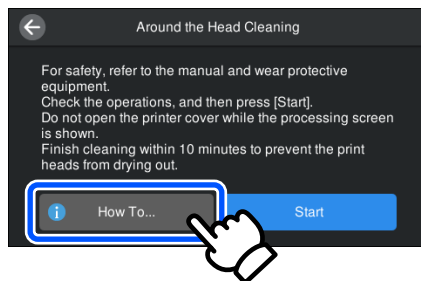 Around the Head Cleaning
For safety, refer to the manual and wear protective
equipment.
Check the operations, and then press [Start].
Do not open the printer cover while the processing screen
is shown.
Finish cleaning within 10 minutes to prevent the print
heads from drying out.
i How To... Start